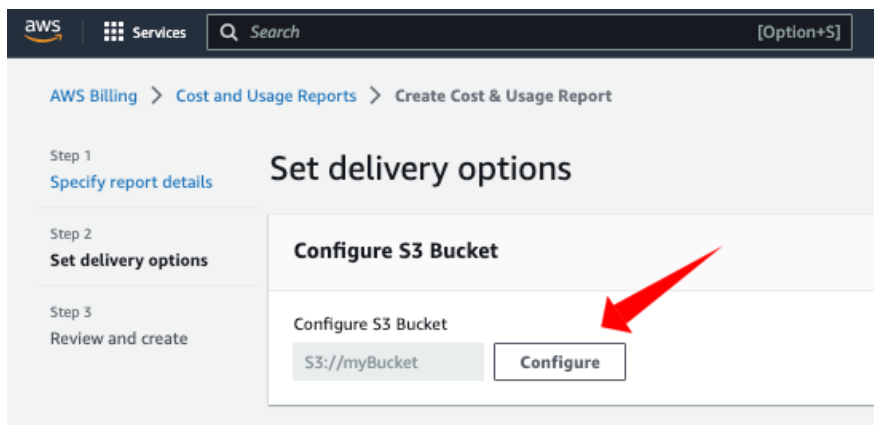 aws Services Search [Option+S]
AWS Billing > Cost and Usage Reports > Create Cost & Usage Report
Step 1
Specify report details
Step 2
Set delivery options
Step 3
Review and create
Set delivery options
Configure S3 Bucket
Configure S3 Bucket
S3://myBucket Configure